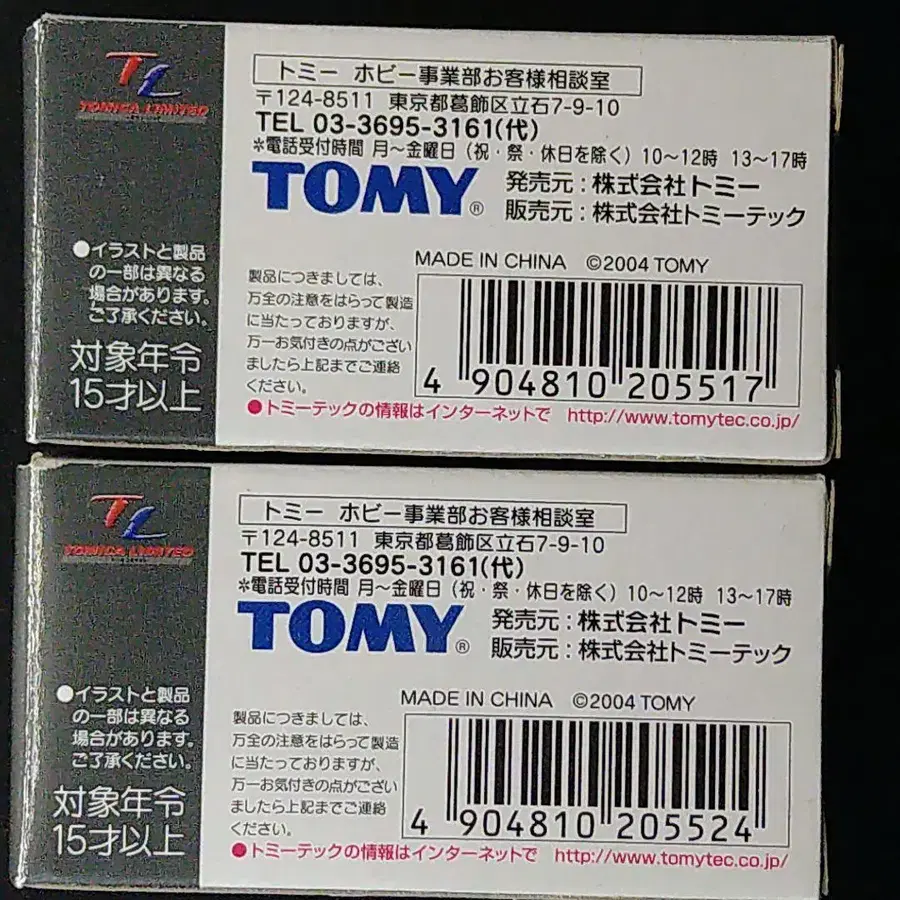 TL
TOMICA LIMITED
トミー ホビー事業部お客様相談室
〒124-8511 東京都葛飾区立石7-9-10
TEL 03-3695-3161(代)
*電話受付時間 月〜金曜日（祝・祭・休日を除く）10〜12時 13〜17時
TOMY®
発売元：株式会社トミー
販売元：株式会社トミーテック
●イラストと製品
の一部は異なる
場合があります。
ご了承ください。
対象年令
15才以上
MADE IN CHINA ©2004 TOMY
製品につきましては、
万全の注意をはらって製造
に当たっておりますが、
万一お気付きの点がござい
ましたら上記までご連絡
ください。
4 904810 205517
●トミーテックの情報はインターネットで http://www.tomytec.co.jp/
TL
TOMICA LIMITED
トミー ホビー事業部お客様相談室
〒124-8511 東京都葛飾区立石7-9-10
TEL 03-3695-3161(代)
*電話受付時間 月〜金曜日（祝・祭・休日を除く）10〜12時 13〜17時
TOMY®
発売元：株式会社トミー
販売元：株式会社トミーテック
●イラストと製品
の一部は異なる
場合があります。
ご了承ください。
対象年令
15才以上
MADE IN CHINA ©2004 TOMY
製品につきましては、
万全の注意をはらって製造
に当たっておりますが、
万一お気付きの点がござい
ましたら上記までご連絡
ください。
4 904810 205524
●トミーテックの情報はインターネットで http://www.tomytec.co.jp/